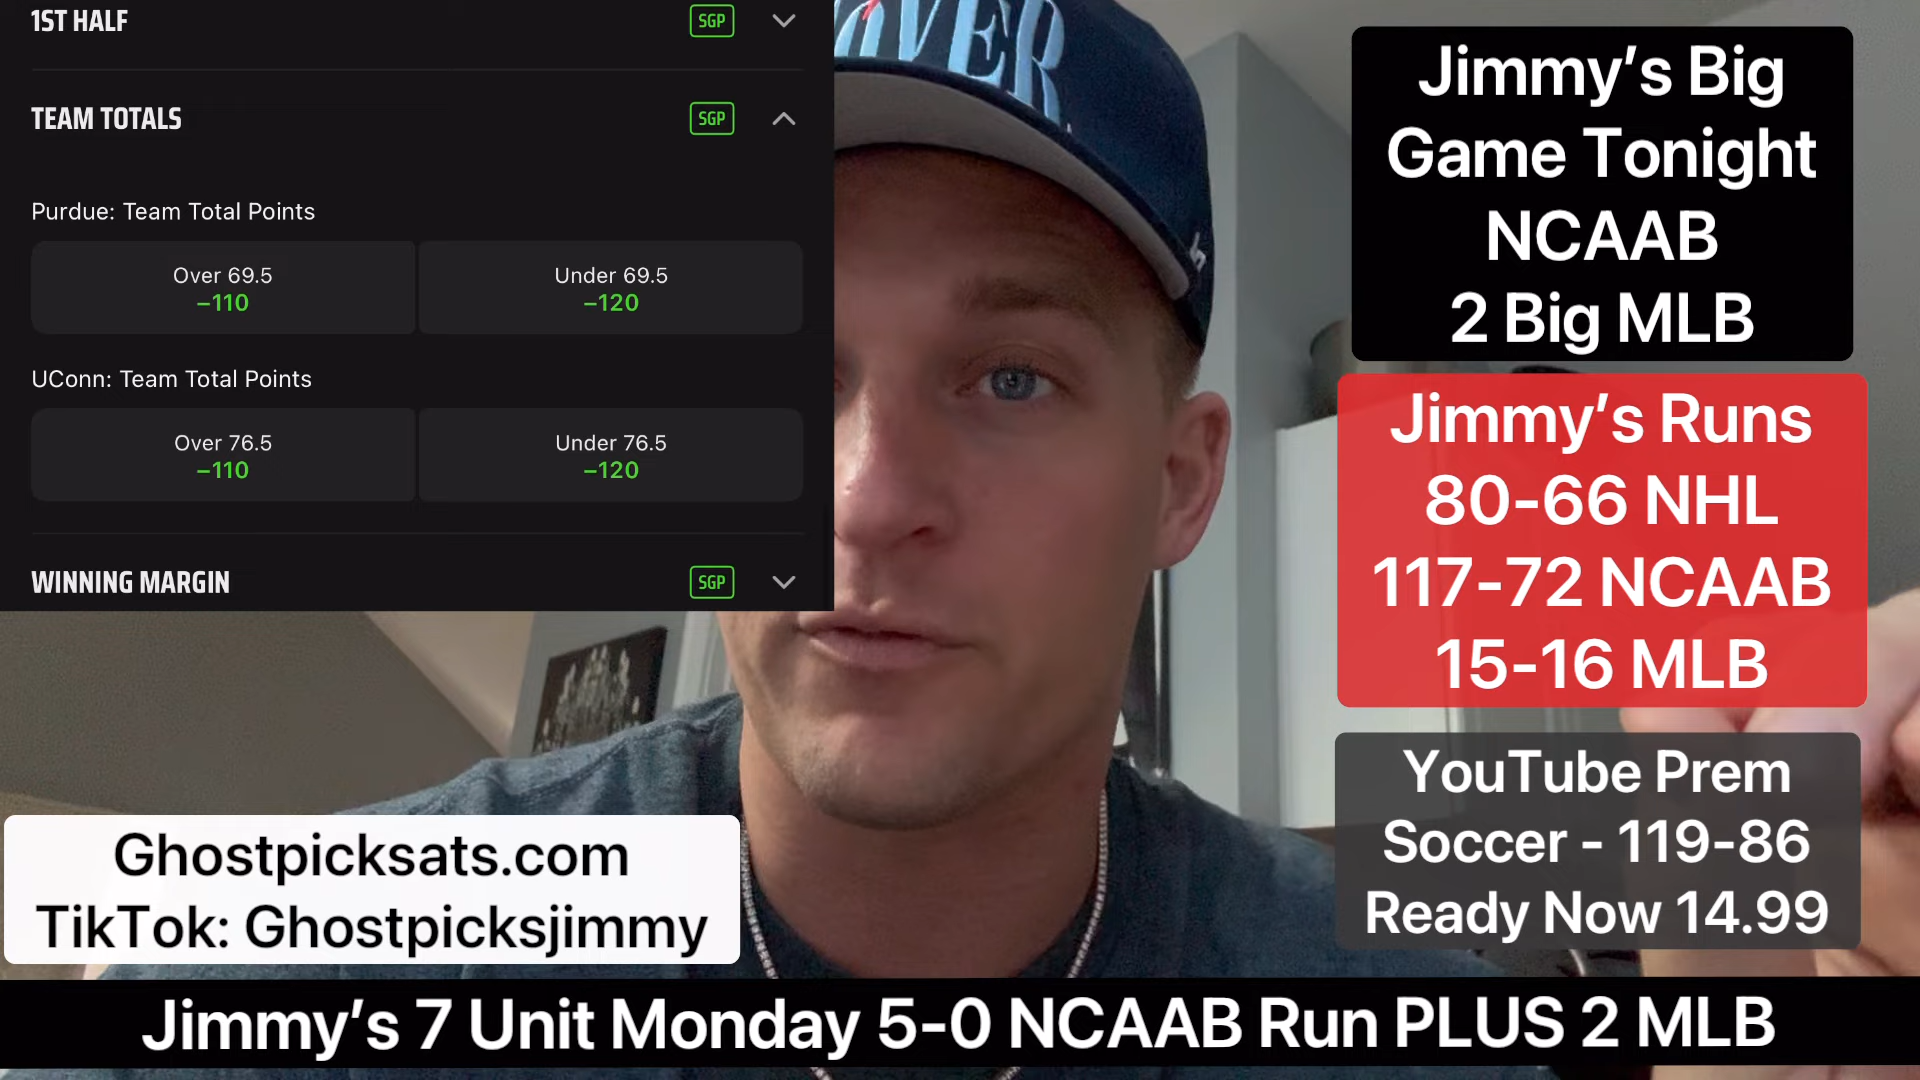 1ST HALF
SGP
TEAM TOTALS
SGP
Purdue: Team Total Points
Over 69.5
−110
Under 69.5
−120
UConn: Team Total Points
Over 76.5
−110
Under 76.5
−120
WINNING MARGIN
SGP
Jimmy's Big
Game Tonight
NCAAB
2 Big MLB
Jimmy's Runs
80-66 NHL
117-72 NCAAB
15-16 MLB
YouTube Prem
Soccer - 119-86
Ready Now 14.99
Ghostpicksats.com
TikTok: Ghostpicksjimmy
Jimmy's 7 Unit Monday 5-0 NCAAB Run PLUS 2 MLB